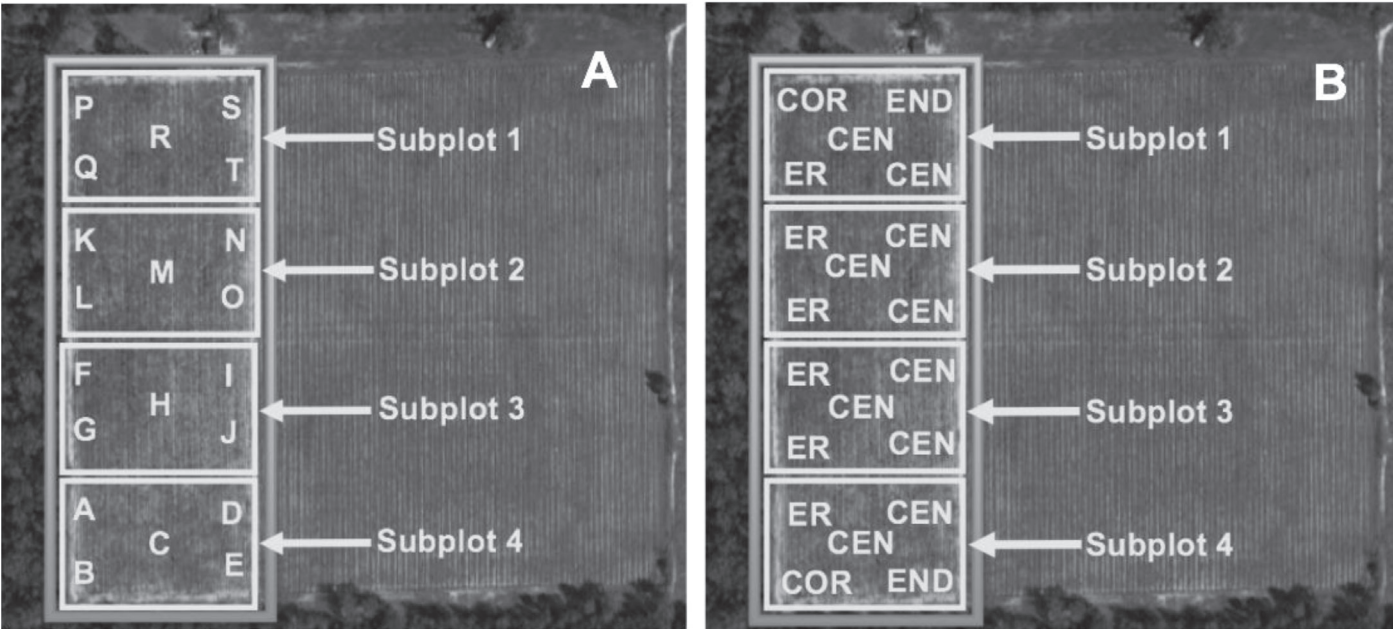 A
P S
R
Q T
Subplot 1
K N
M
L O
Subplot 2
F I
H
G J
Subplot 3
A D
C
B E
Subplot 4
B
COR END
CEN
ER CEN
Subplot 1
ER CEN
CEN
ER CEN
Subplot 2
ER CEN
CEN
ER CEN
Subplot 3
ER CEN
CEN
COR END
Subplot 4